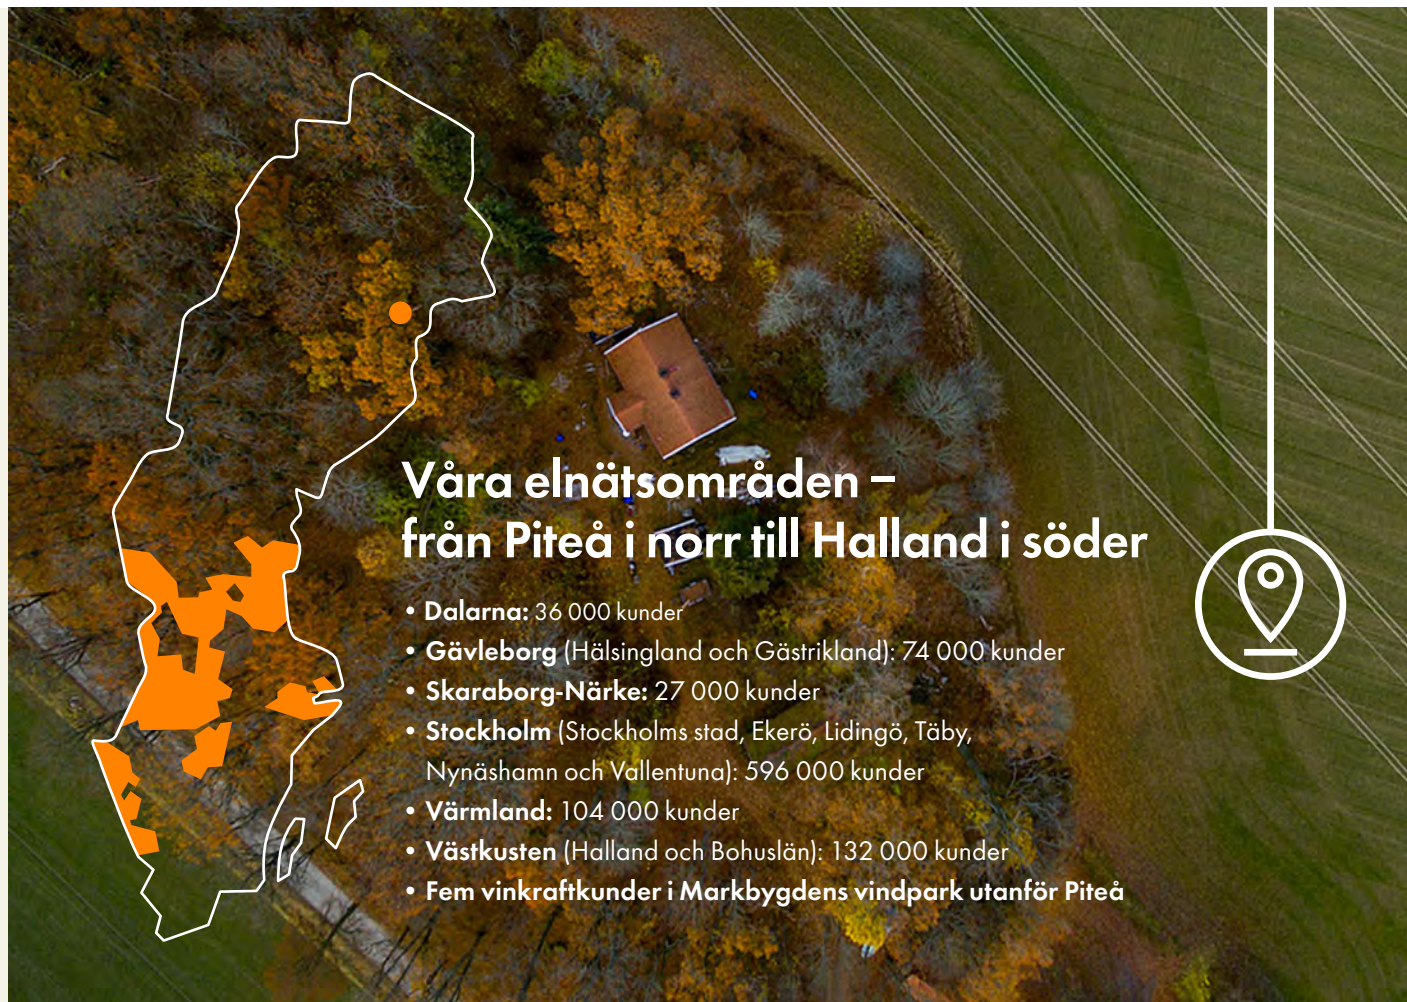 Våra elnätsområden –
från Piteå i norr till Halland i söder
• Dalarna: 36 000 kunder
• Gävleborg (Hälsingland och Gästrikland): 74 000 kunder
• Skaraborg-Närke: 27 000 kunder
• Stockholm (Stockholms stad, Ekerö, Lidingö, Täby,
Nynäshamn och Vallentuna): 596 000 kunder
• Värmland: 104 000 kunder
• Västkusten (Halland och Bohuslän): 132 000 kunder
• Fem vinkraftkunder i Markbygdens vindpark utanför Piteå